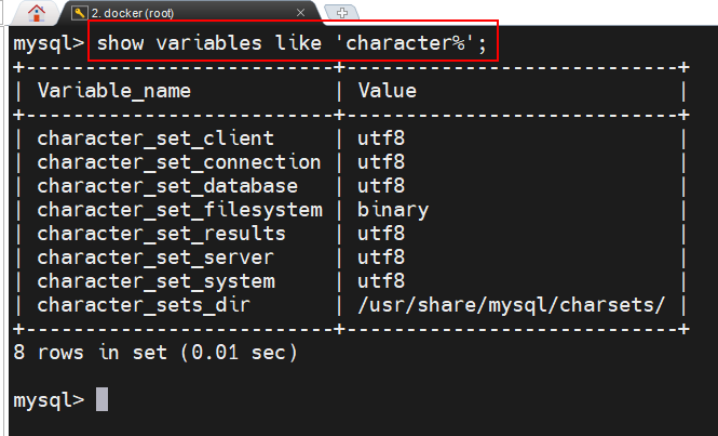 2. docker (root)
mysql> show variables like 'character%';
+--------------------------+----------------------------+
| Variable_name            | Value                      |
+--------------------------+----------------------------+
| character_set_client     | utf8                       |
| character_set_connection | utf8                       |
| character_set_database   | utf8                       |
| character_set_filesystem | binary                     |
| character_set_results    | utf8                       |
| character_set_server     | utf8                       |
| character_set_system     | utf8                       |
| character_sets_dir       | /usr/share/mysql/charsets/ |
+--------------------------+----------------------------+
8 rows in set (0.01 sec)
mysql>